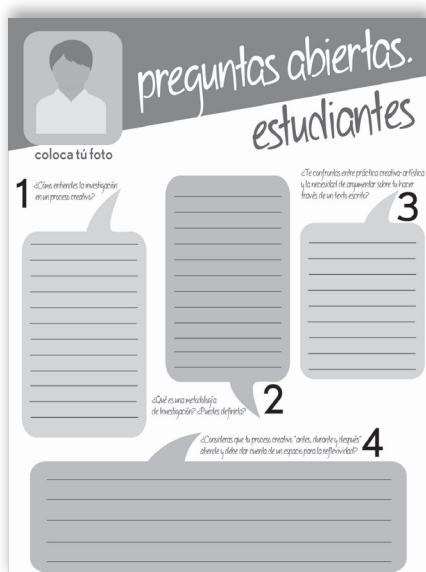 preguntas abiertas.
estudiantes
coloca tú foto
1
¿Cómo entiendes la investigación
en un proceso creativo?
2
¿Qué es una metodología
de Investigación? ¿Puedes definirla?
3
¿Te confrontas entre práctica creativa-artística
y la necesidad de argumentar sobre tu hacer
través de un texto escrito?
4
¿Consideras que tu proceso creativo "antes, durante y después"
atiende y debe dar cuenta de un espacio para la reflexividad?